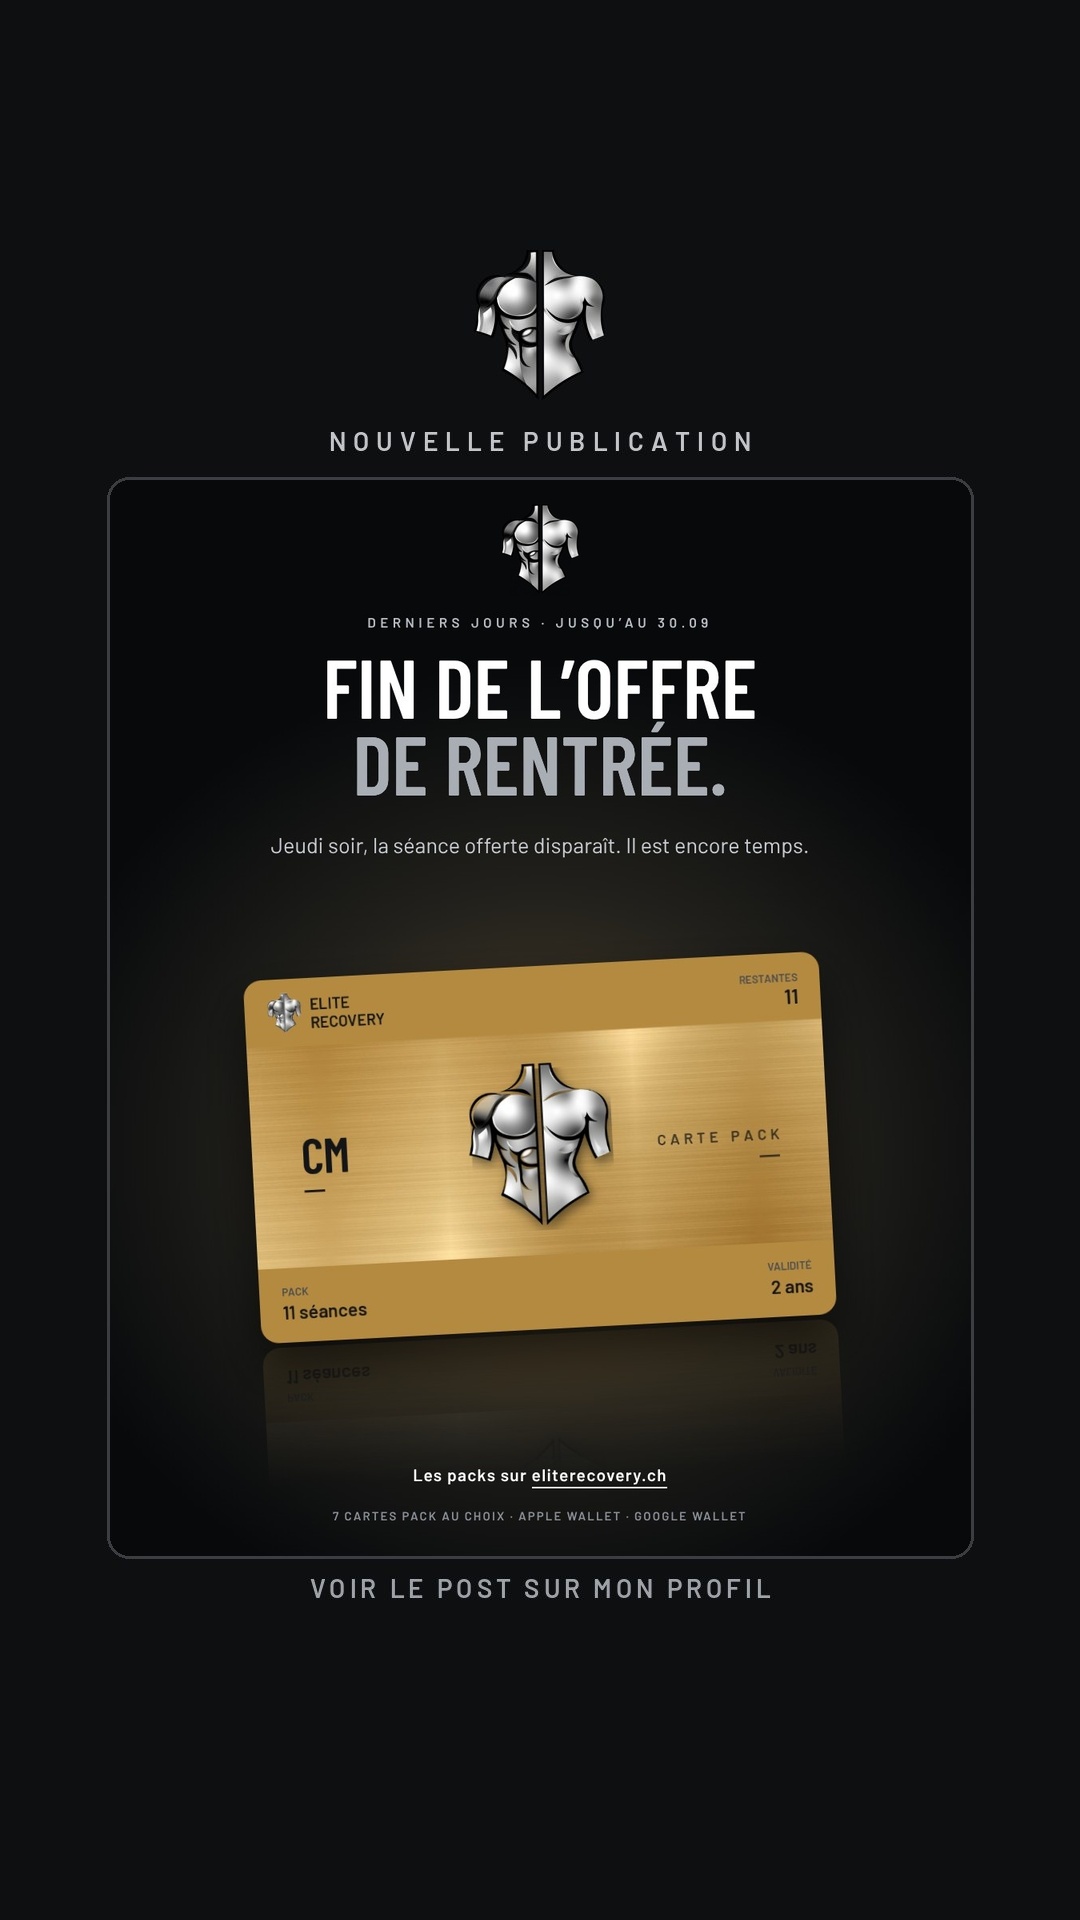 NOUVELLE PUBLICATION
DERNIERS JOURS · JUSQU’AU 30.09
FIN DE L’OFFRE
DE RENTRÉE.
Jeudi soir, la séance offerte disparaît. Il est encore temps.
ELITE
RECOVERY
RESTANTES
11
CM
CARTE PACK
PACK
11 séances
VALIDITÉ
2 ans
Les packs sur eliterecovery.ch
7 CARTES PACK AU CHOIX · APPLE WALLET · GOOGLE WALLET
VOIR LE POST SUR MON PROFIL